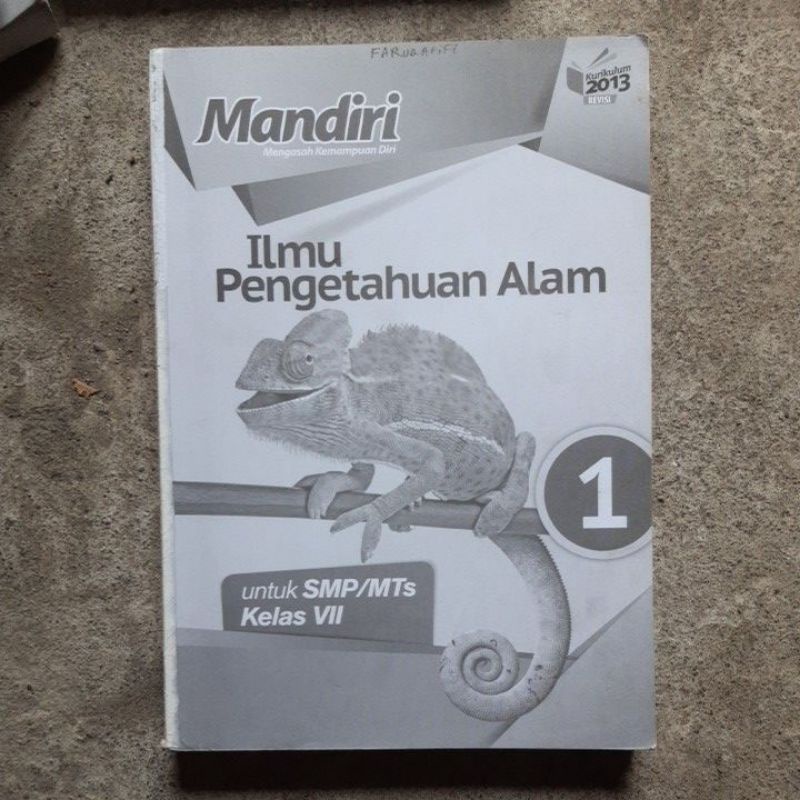 Mandiri
Mengasah Kemampuan Diri
Kurikulum
2013
REVISI
Ilmu
Pengetahuan Alam
1
untuk SMP/MTs
Kelas VII